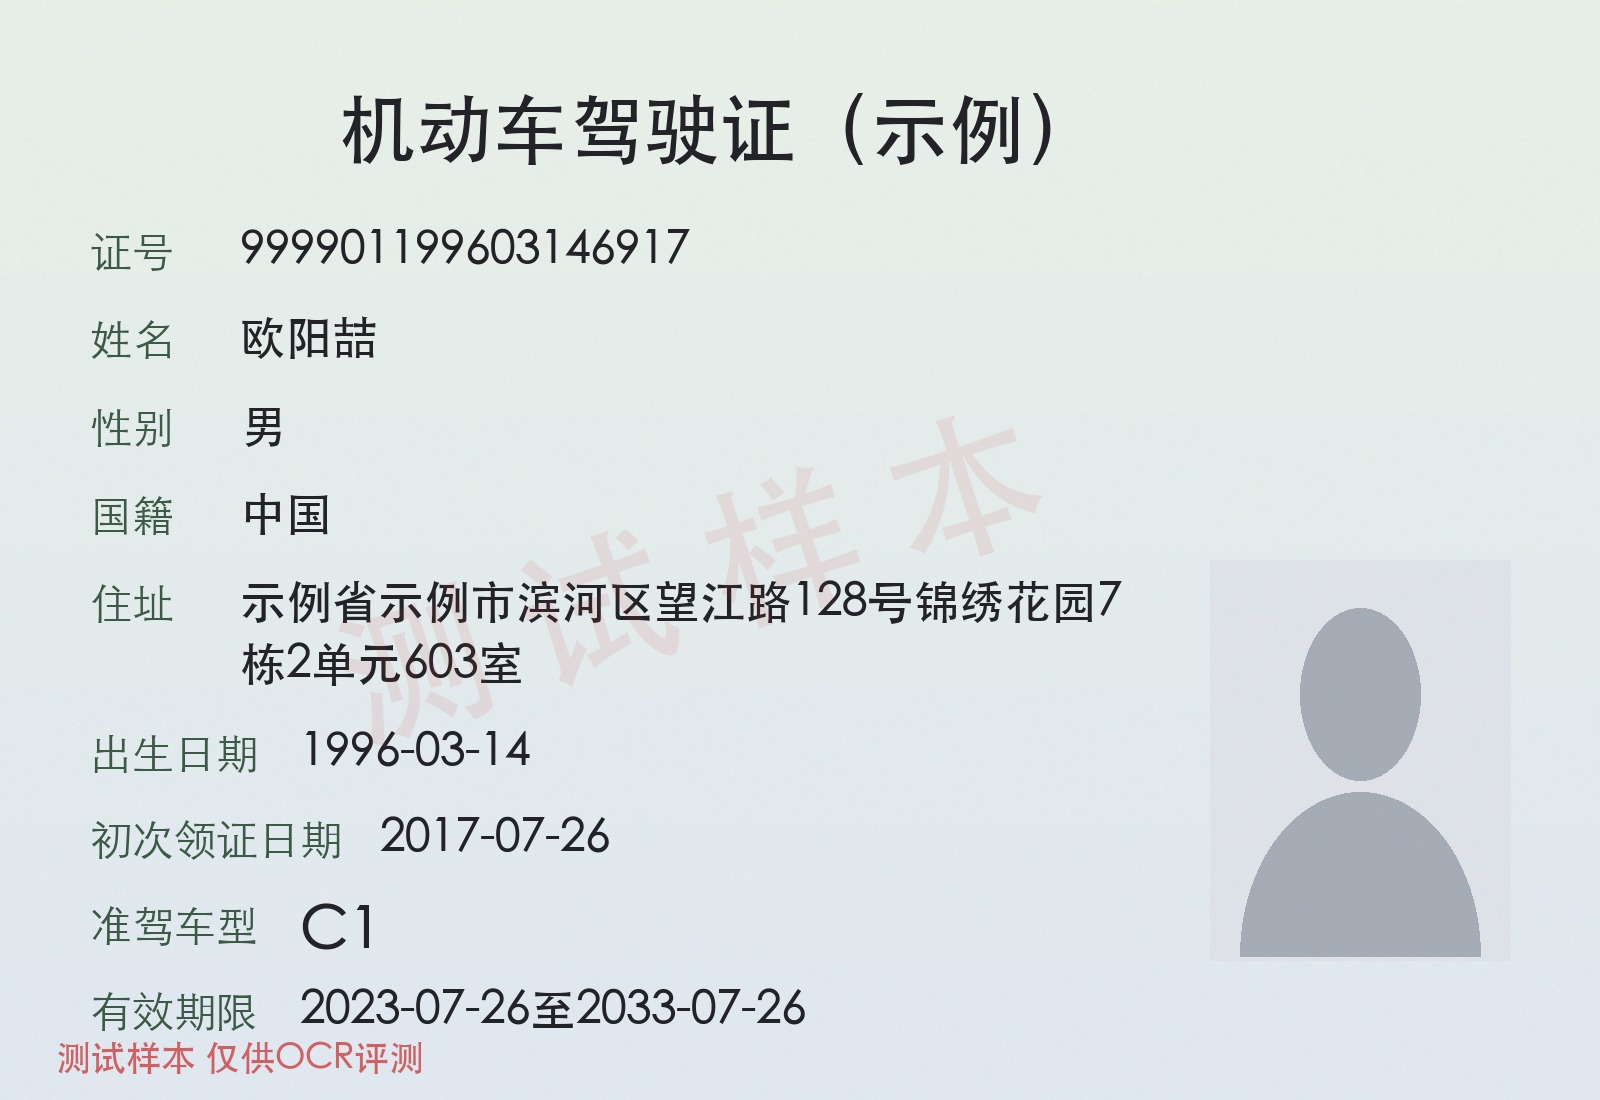 机动车驾驶证（示例）
证号 999901199603146917
姓名 欧阳喆
性别 男
国籍 中国
住址 示例省示例市滨河区望江路128号锦绣花园7
栋2单元603室
出生日期 1996-03-14
初次领证日期 2017-07-26
准驾车型 C1
有效期限 2023-07-26至2033-07-26
测试样本 仅供OCR评测
测试样本